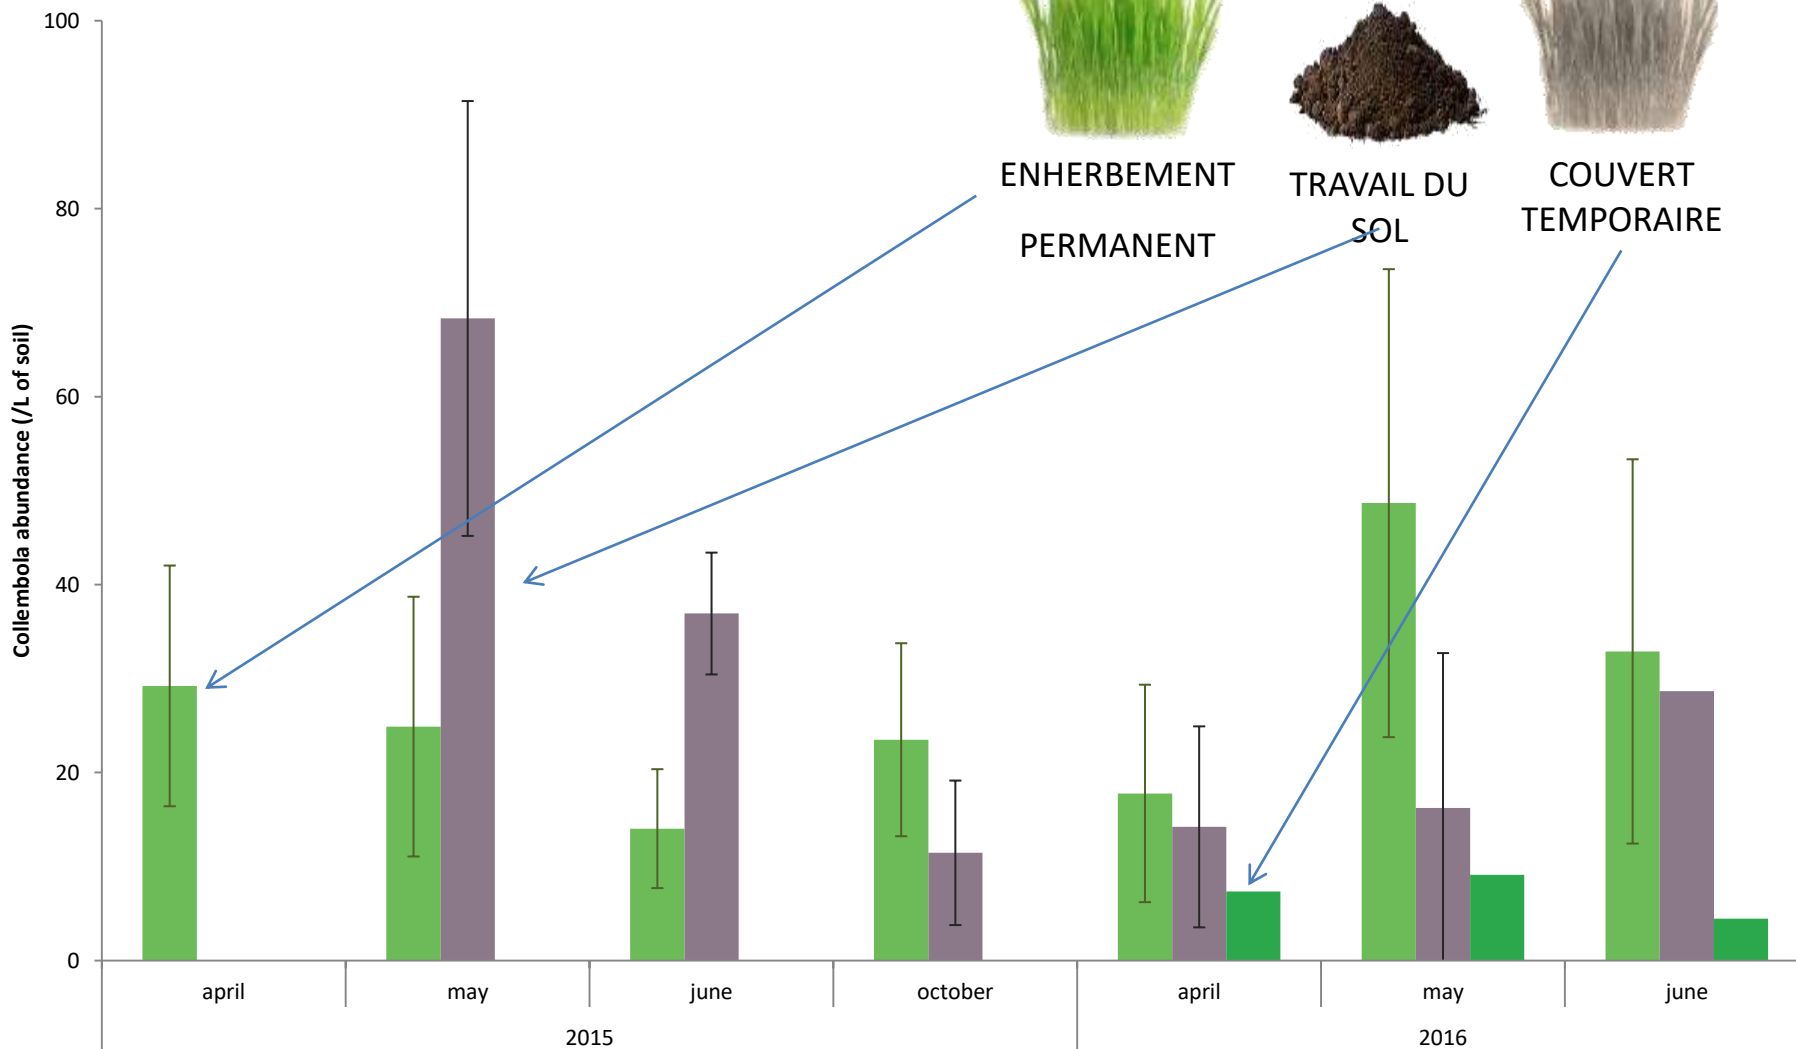 ENHERBEMENT
PERMANENT
TRAVAIL DU
SOL
COUVERT
TEMPORAIRE
Collembola abundance (/L of soil)
100
80
60
40
20
0
april
may
june
october
april
may
june
2015
2016